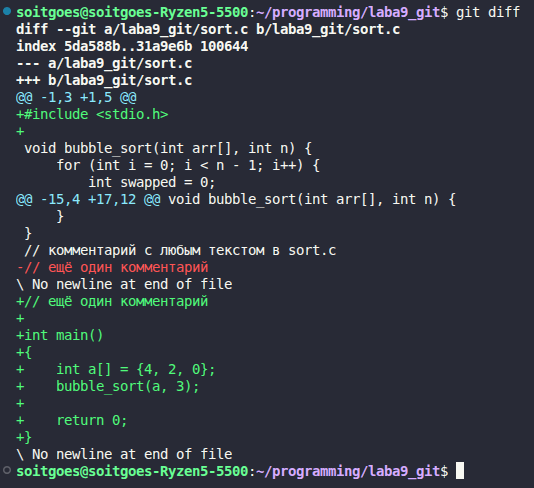 soitgoes@soitgoes-Ryzen5-5500:~/programming/laba9_git$ git diff
diff --git a/laba9_git/sort.c b/laba9_git/sort.c
index 5da588b..31a9e6b 100644
--- a/laba9_git/sort.c
+++ b/laba9_git/sort.c
@@ -1,3 +1,5 @@
+#include <stdio.h>
+
 void bubble_sort(int arr[], int n) {
     for (int i = 0; i < n - 1; i++) {
         int swapped = 0;
@@ -15,4 +17,12 @@ void bubble_sort(int arr[], int n) {
     }
 }
 // комментарий с любым текстом в sort.c
-// ещё один комментарий
\ No newline at end of file
+// ещё один комментарий
+
+int main()
+{
+    int a[] = {4, 2, 0};
+    bubble_sort(a, 3);
+
+    return 0;
+}
\ No newline at end of file
soitgoes@soitgoes-Ryzen5-5500:~/programming/laba9_git$